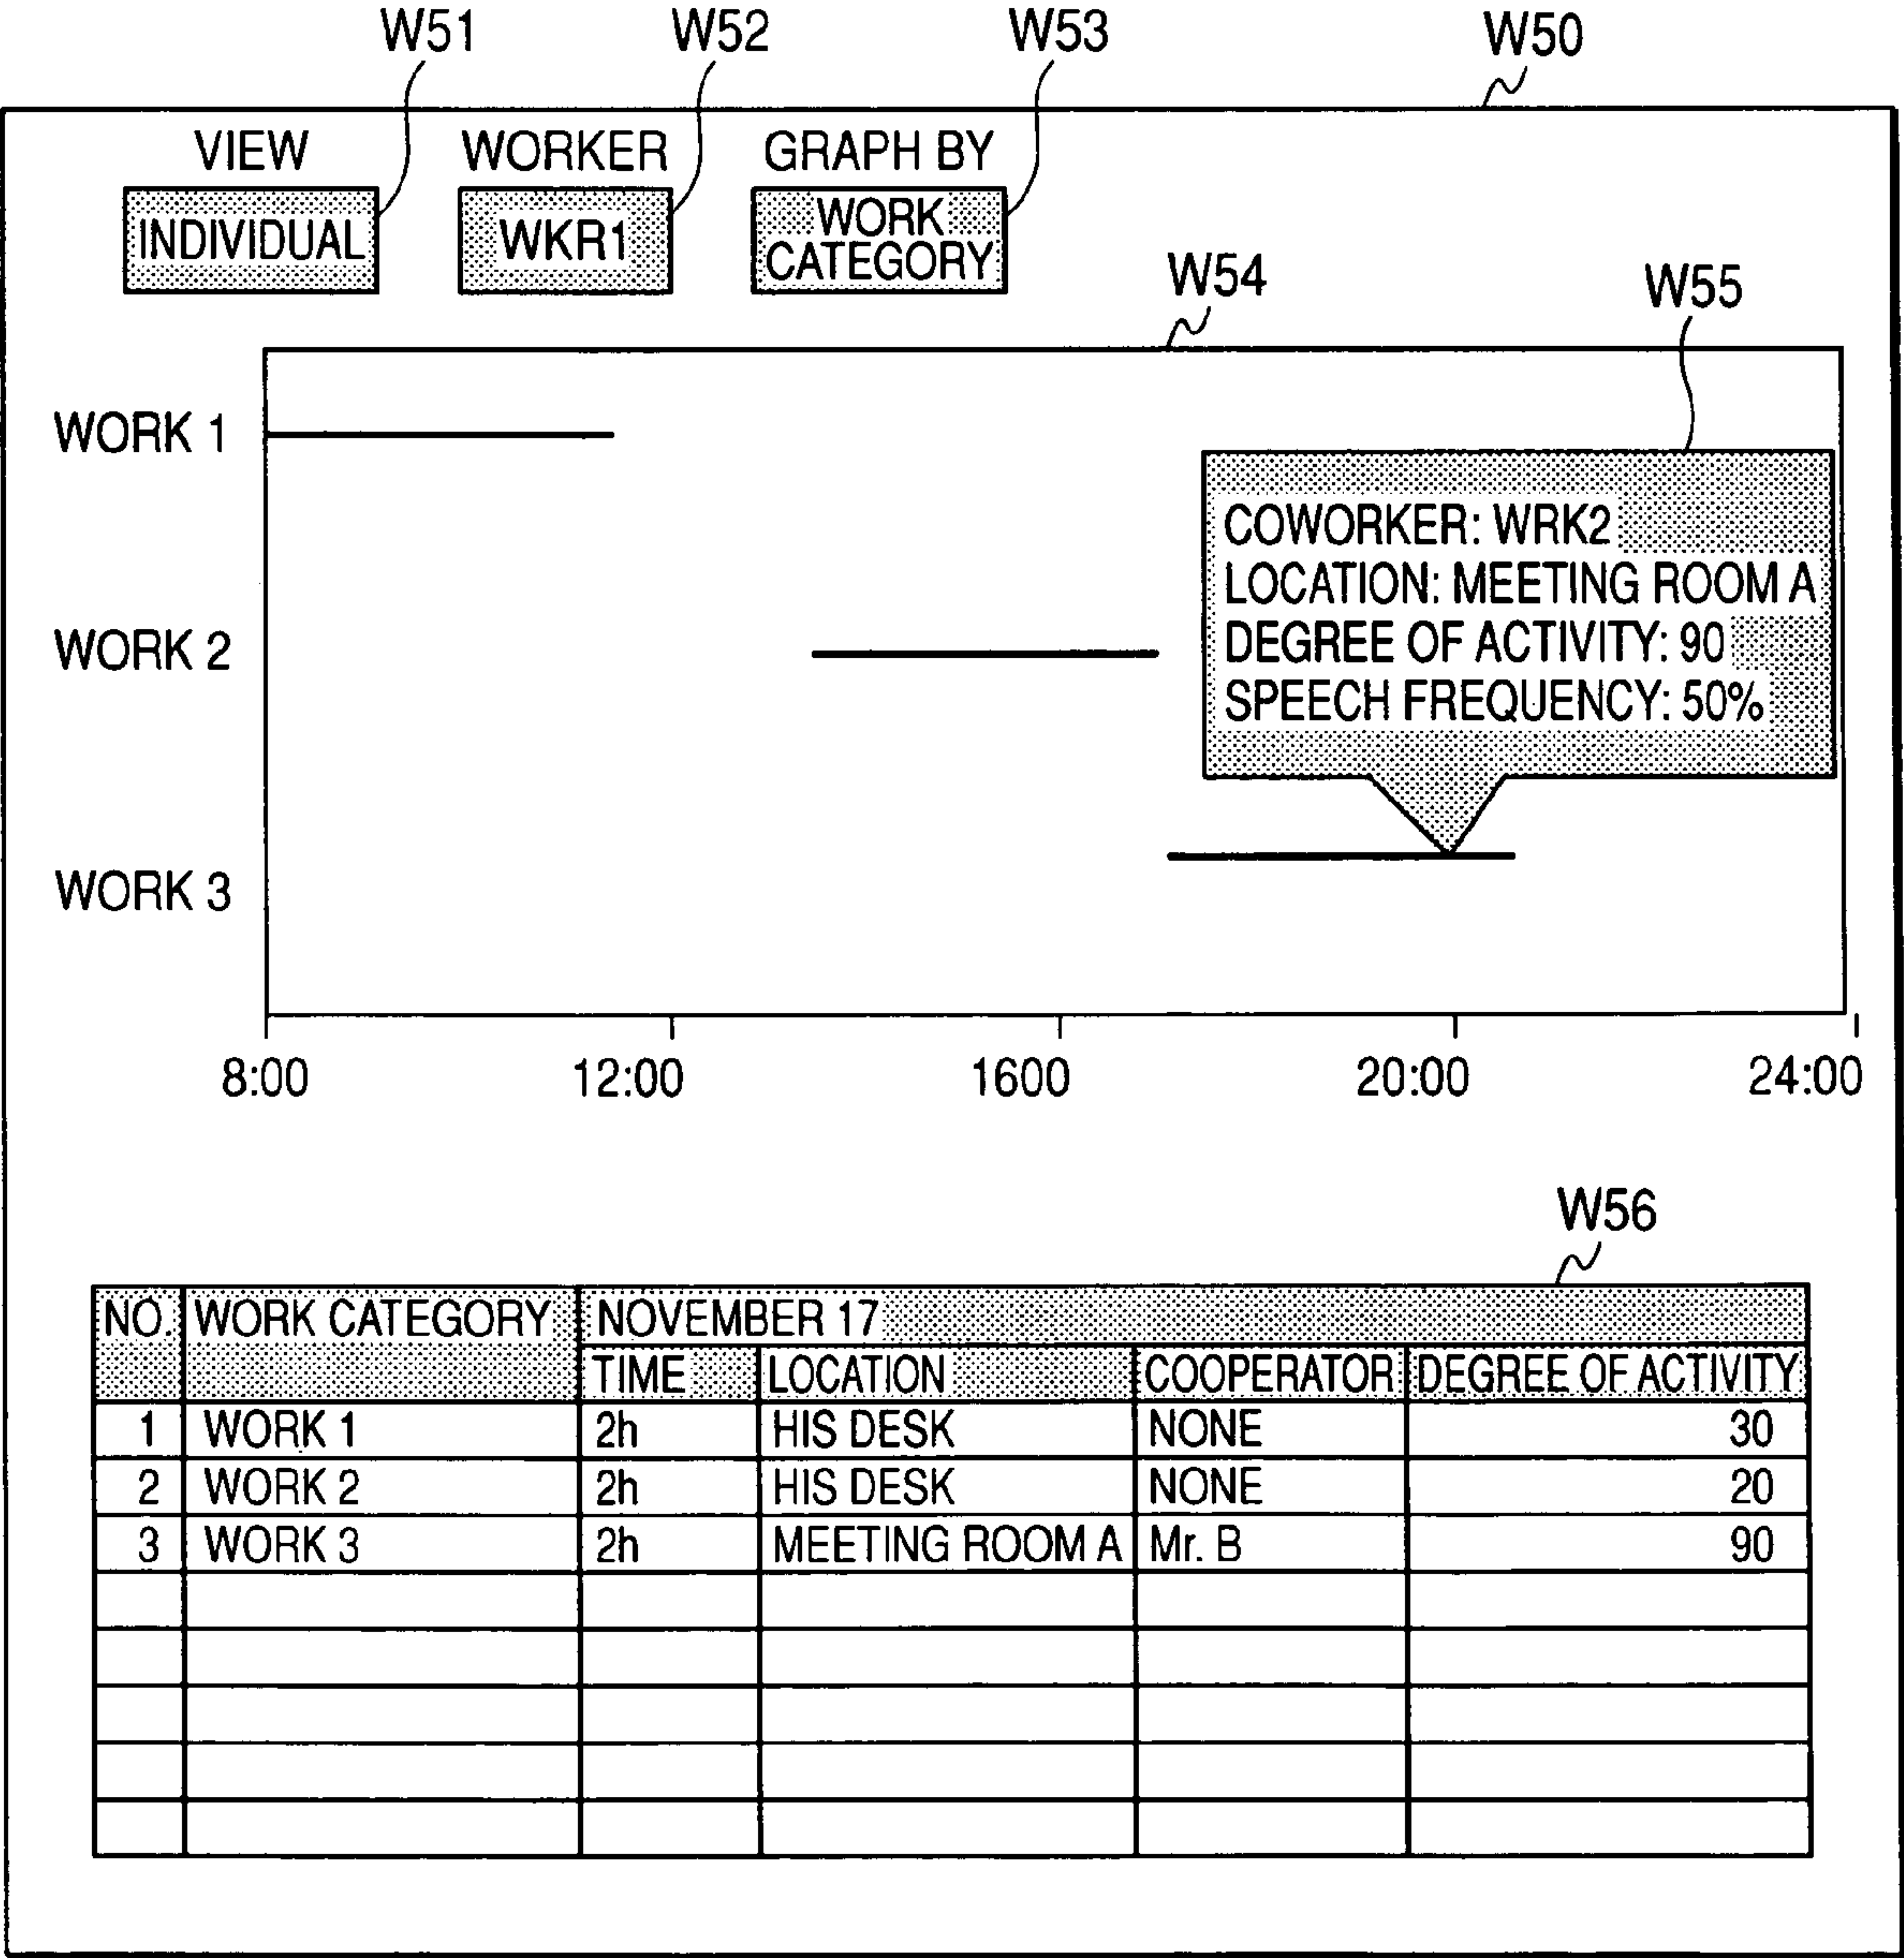 W51 W52 W53 W50
VIEW WORKER GRAPH BY
INDIVIDUAL WKR1 WORK
CATEGORY
W54 W55
WORK 1
COWORKER: WRK2
LOCATION: MEETING ROOM A
WORK 2
DEGREE OF ACTIVITY: 90
SPEECH FREQUENCY: 50%
WORK 3
8:00 12:00 1600 20:00 24:00
W56
NO. WORK CATEGORY NOVEMBER 17
TIME LOCATION COOPERATOR DEGREE OF ACTIVITY
1 WORK 1 2h HIS DESK NONE 30
2 WORK 2 2h HIS DESK NONE 20
3 WORK 3 2h MEETING ROOM A Mr. B 90